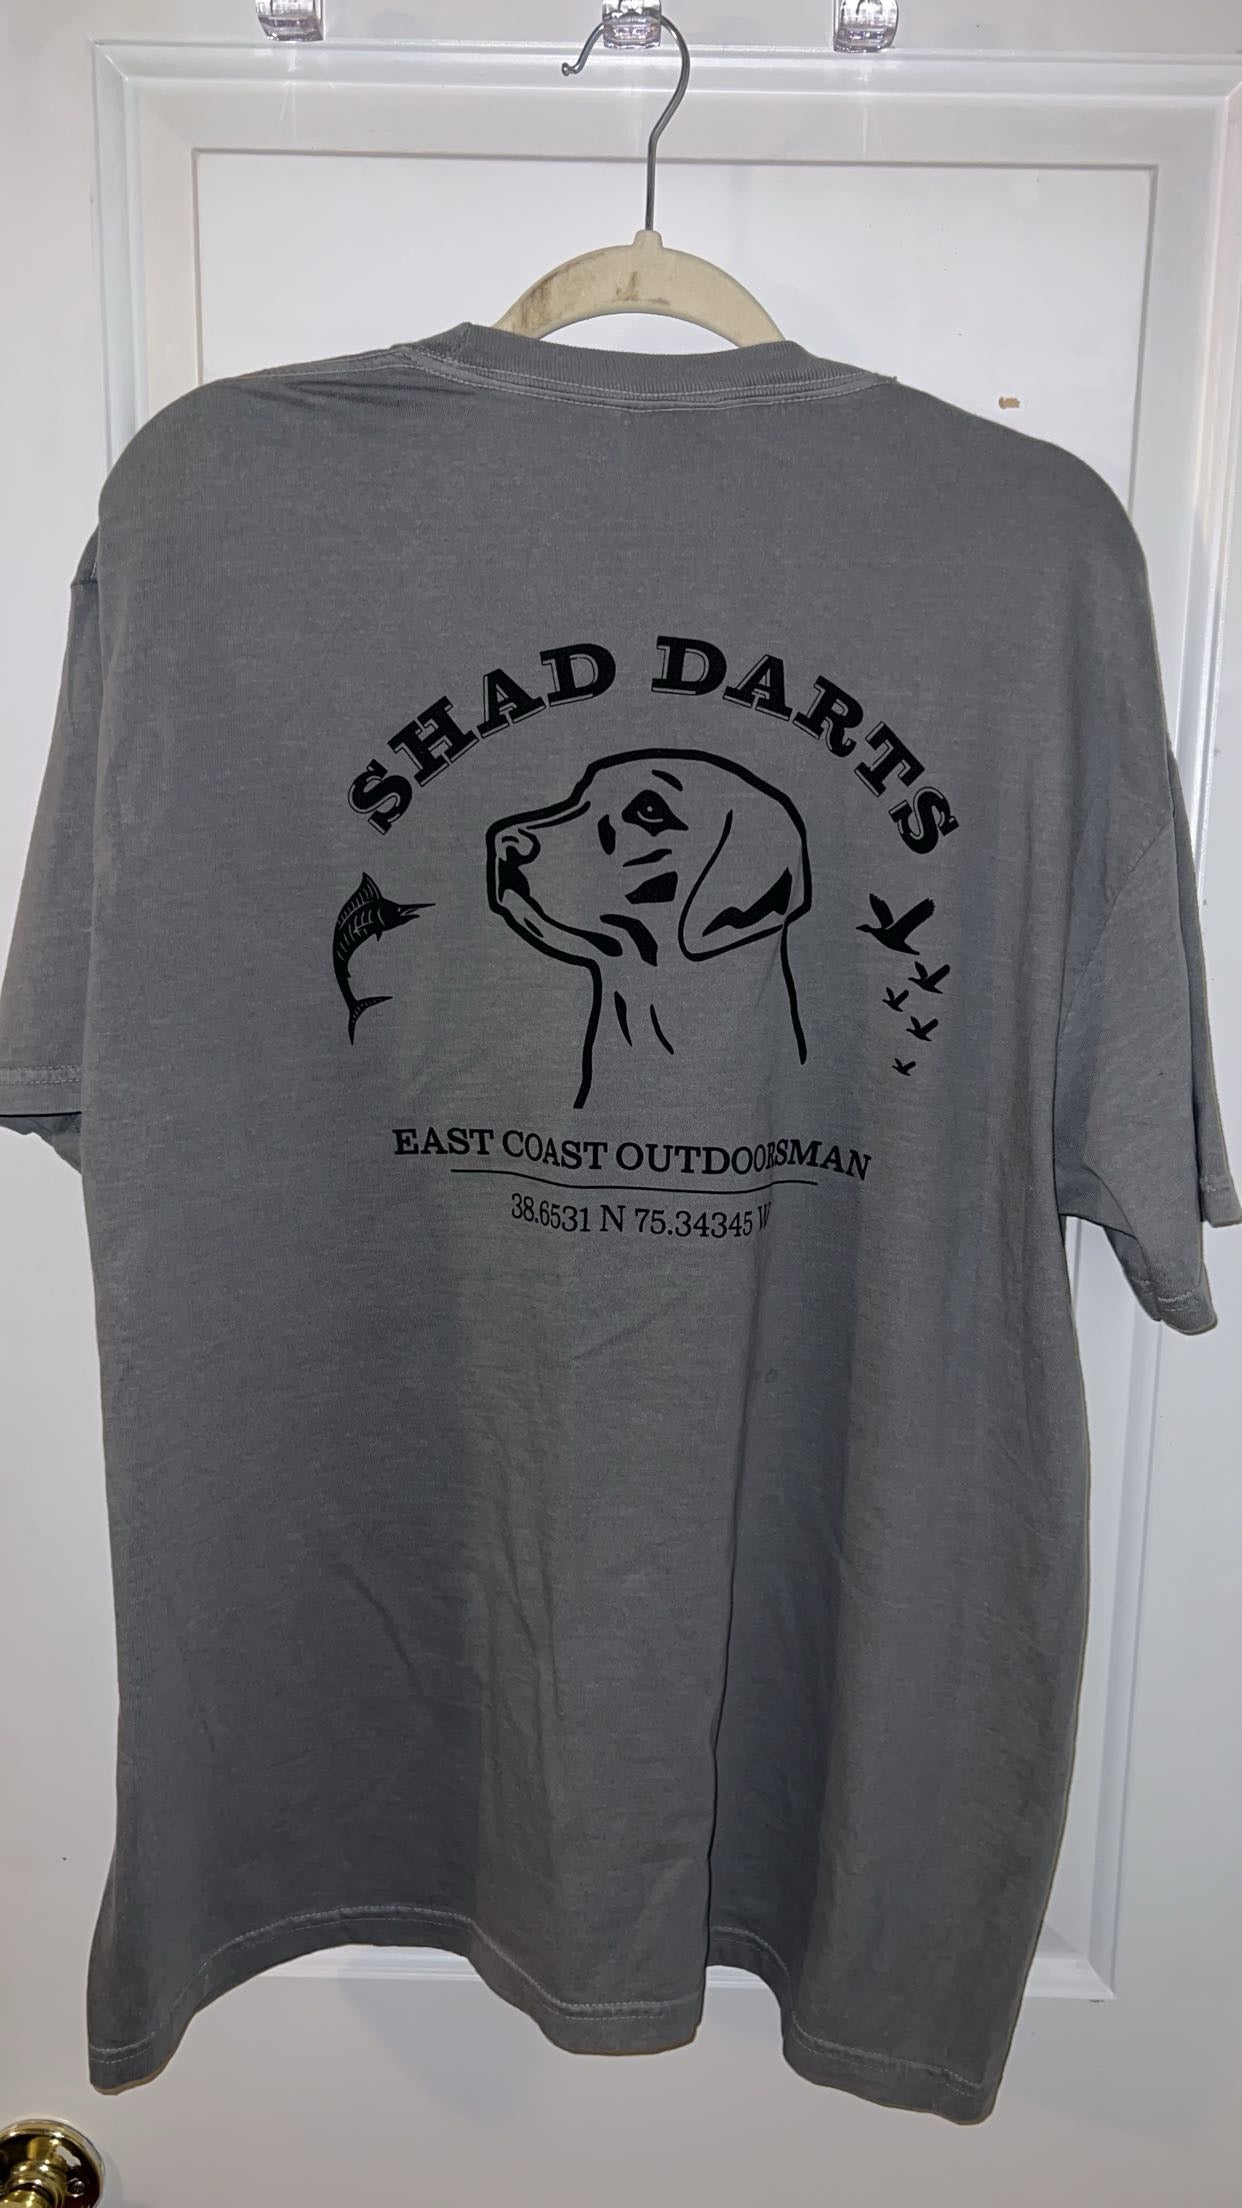 SHAD DARTS
EAST COAST OUTDOORSMAN
38.6531 N 75.34345 W